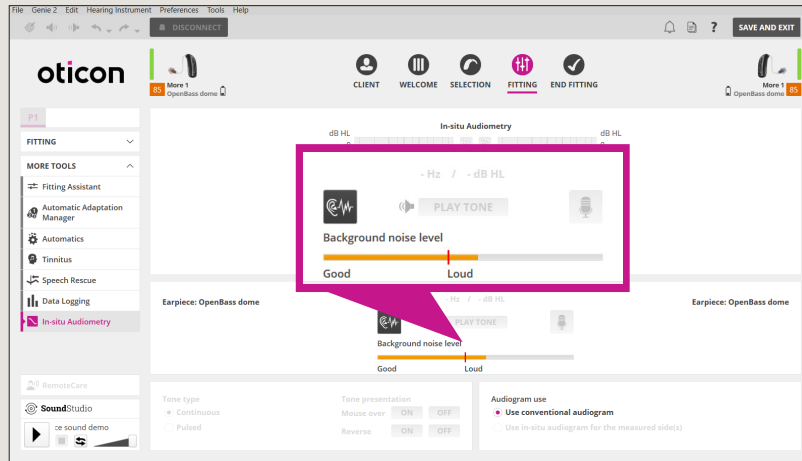 File Genie 2 Edit Hearing Instrument Preferences Tools Help
DISCONNECT
? SAVE AND EXIT
oticon
85 More 1
OpenBass dome
CLIENT WELCOME SELECTION FITTING END FITTING
More 1 85
OpenBass dome
P1
FITTING
MORE TOOLS
Fitting Assistant
Automatic Adaptation
Manager
Automatics
Tinnitus
Speech Rescue
Data Logging
In-situ Audiometry
RemoteCare
SoundStudio
ce sound demo
In-situ Audiometry
dB HL dB HL
- Hz / - dB HL
PLAY TONE
Background noise level
Good Loud
Earpiece: OpenBass dome Earpiece: OpenBass dome
- Hz / - dB HL
PLAY TONE
Background noise level
Good Loud
Tone type
Continuous
Pulsed
Tone presentation
Mouse over ON OFF
Reverse ON OFF
Audiogram use
Use conventional audiogram
Use in-situ audiogram for the measured side(s)